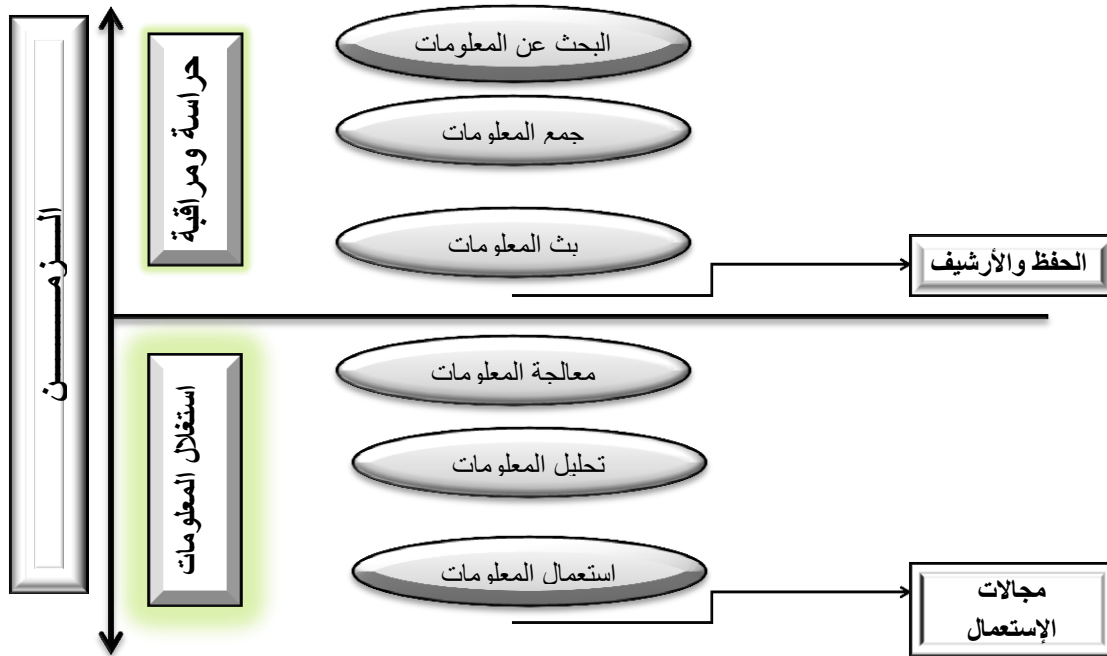 الـــزمـــــــن
حراسة ومراقبة
البحث عن المعلومات
جمع المعلومات
بث المعلومات
الحفظ والأرشيف
استغلال المعلومات
معالجة المعلومات
تحليل المعلومات
استعمال المعلومات
مجالات
الإستعمال